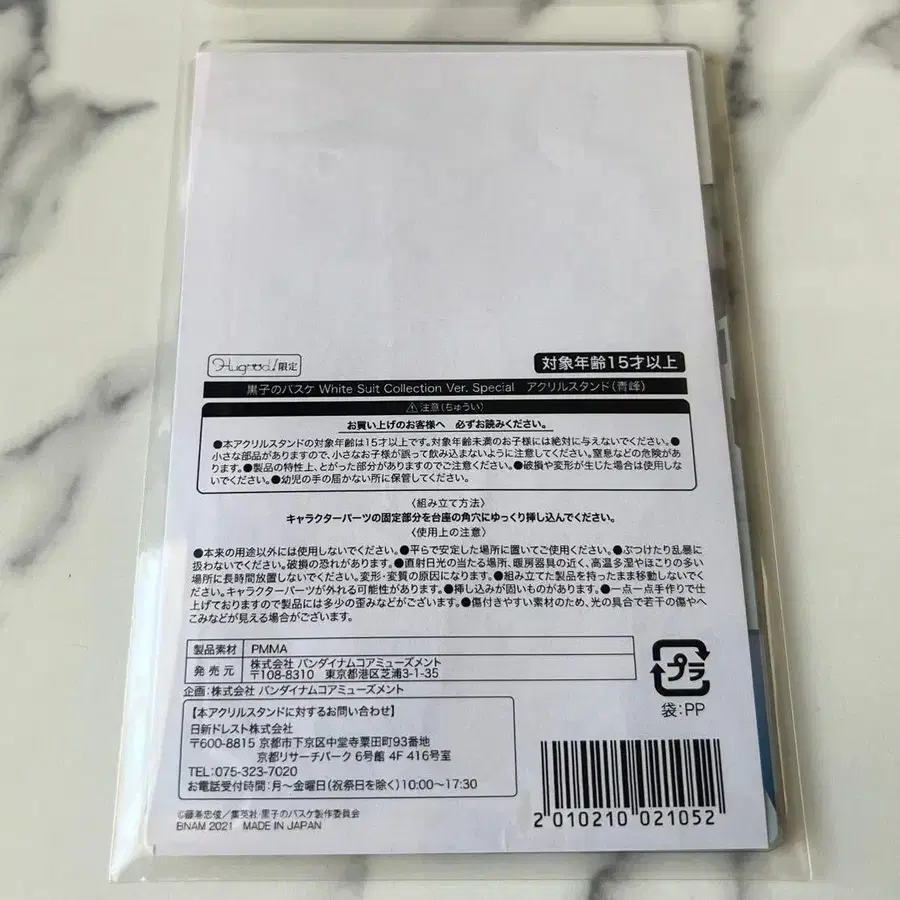 Hugood!限定
対象年齢15才以上
黒子のバスケ White Suit Collection Ver. Special アクリルスタンド(青峰)
⚠注意(ちゅうい)
お買い上げのお客様へ 必ずお読みください。
●本アクリルスタンドの対象年齢は15才以上です。対象年齢未満のお子様には絶対に与えないでください。●
小さな部品がありますので、小さなお子様が誤って飲み込まないように注意してください。窒息などの危険があ
ります。●製品の特性上、とがった部分がありますのでご注意ください。●破損や変形が生じた場合は使用しな
いでください。●幼児の手の届かない所に保管してください。
〈組み立て方法〉
キャラクターパーツの固定部分を台座の角穴にゆっくり挿し込んでください。
〈使用上の注意〉
●本来の用途以外には使用しないでください。●平らで安定した場所に置いてご使用ください。●ぶつけたり乱暴に
扱わないでください。破損の恐れがあります。●直射日光の当たる場所、暖房器具の近く、高温多湿やほこりの多い
場所に長時間放置しないでください。変形・変質の原因になります。●組み立てた製品を持ったまま移動しないでく
ださい。キャラクターパーツが外れる可能性があります。●挿し込みが固いものがあります。●一点一点手作りで仕
上げておりますので製品には多少の歪みなどがございます。●傷付きやすい素材のため、光の具合で若干の傷やへ
こみなどが見える場合がございます。
製品素材 PMMA
発売元 株式会社 バンダイナムコアミューズメント
〒108-8310 東京都港区芝浦3-1-35
企画:株式会社 バンダイナムコアミューズメント
プラ
袋:PP
【本アクリルスタンドに対するお問い合わせ】
日新ドレスト株式会社
〒600-8815 京都市下京区中堂寺粟田町93番地
京都リサーチパーク 6号館 4F 416号室
TEL:075-323-7020
お電話受付時間:月～金曜日(祝祭日を除く)10:00～17:30
©藤巻忠俊／集英社・黒子のバスケ製作委員会
BNAM 2021 MADE IN JAPAN
2 010210 021052